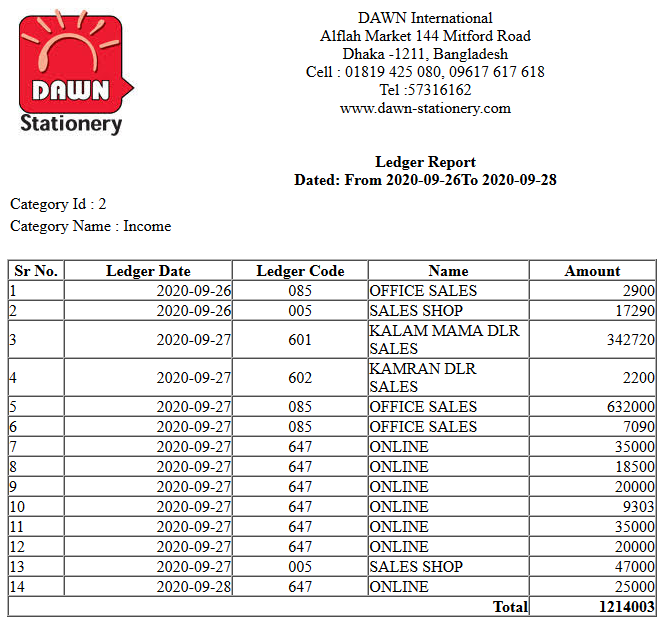 DAWN
Stationery
DAWN International
Alflah Market 144 Mitford Road
Dhaka -1211, Bangladesh
Cell : 01819 425 080, 09617 617 618
Tel :57316162
www.dawn-stationery.com
Ledger Report
Dated: From 2020-09-26To 2020-09-28
Category Id : 2
Category Name : Income
Sr No. Ledger Date Ledger Code Name Amount
1 2020-09-26 085 OFFICE SALES 2900
2 2020-09-26 005 SALES SHOP 17290
3 2020-09-27 601 KALAM MAMA DLR
SALES 342720
4 2020-09-27 602 KAMRAN DLR
SALES 2200
5 2020-09-27 085 OFFICE SALES 632000
6 2020-09-27 085 OFFICE SALES 7090
7 2020-09-27 647 ONLINE 35000
8 2020-09-27 647 ONLINE 18500
9 2020-09-27 647 ONLINE 20000
10 2020-09-27 647 ONLINE 9303
11 2020-09-27 647 ONLINE 35000
12 2020-09-27 647 ONLINE 20000
13 2020-09-27 005 SALES SHOP 47000
14 2020-09-28 647 ONLINE 25000
Total 1214003